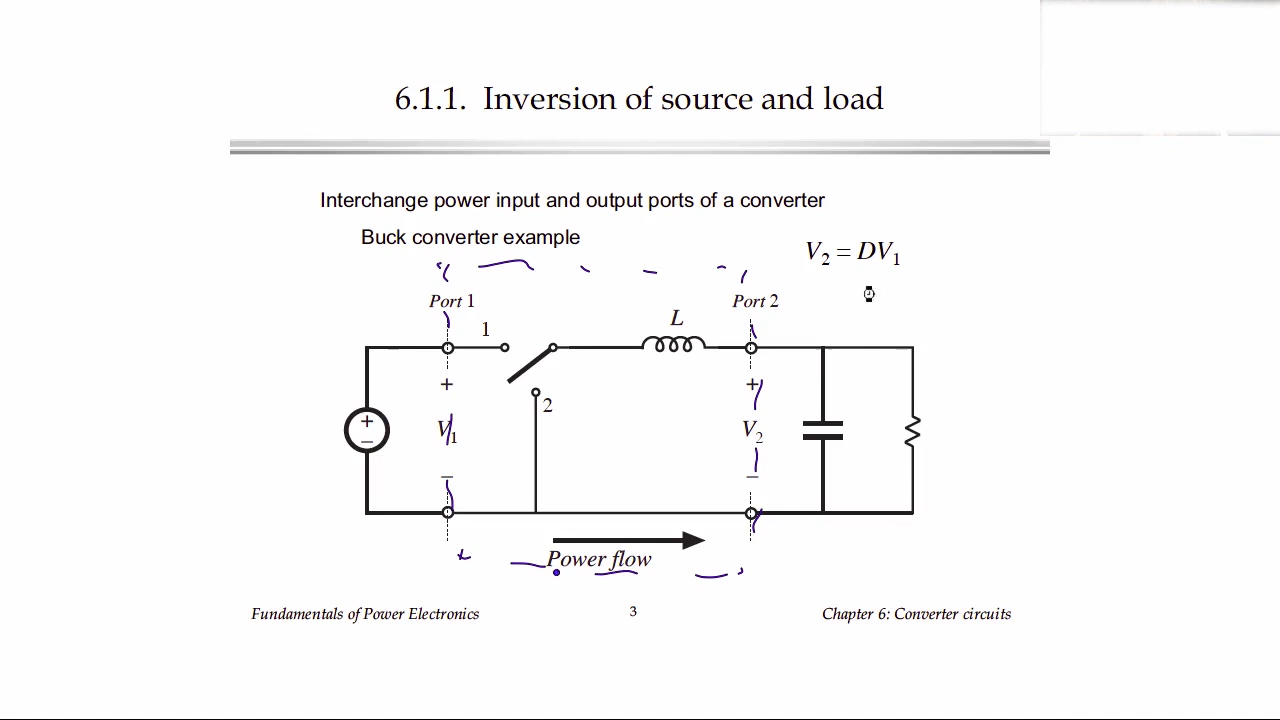 6.1.1. Inversion of source and load
Interchange power input and output ports of a converter
Buck converter example
V₂ = DV₁
Port 1
Port 2
1
L
+
+
2
+
–
V₁
V₂
–
–
Power flow
Fundamentals of Power Electronics
3
Chapter 6: Converter circuits